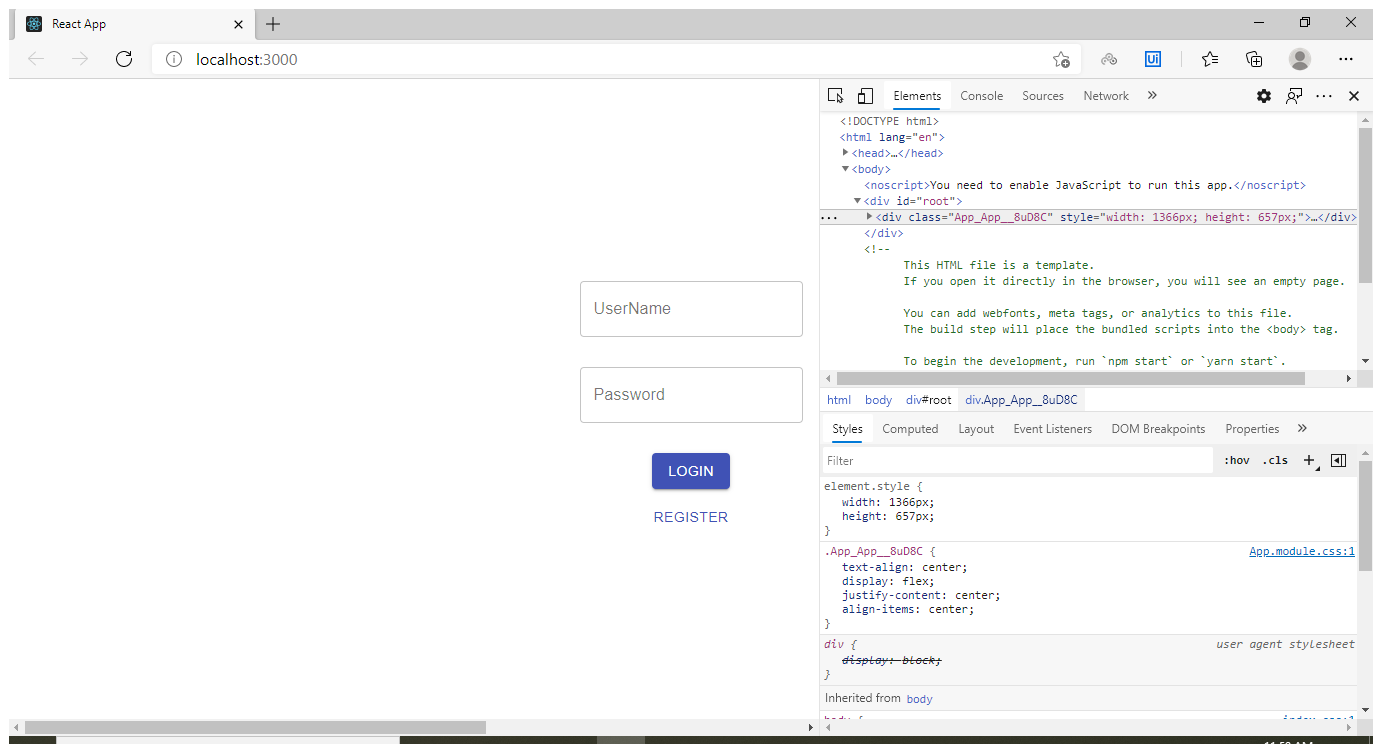 React App
localhost:3000
Ui
UserName
Password
LOGIN
REGISTER
Elements Console Sources Network
<!DOCTYPE html>
<html lang="en">
<head>…</head>
<body>
<noscript>You need to enable JavaScript to run this app.</noscript>
<div id="root">
<div class="App_App__8uD8C" style="width: 1366px; height: 657px;">…</div>
</div>
<!--
This HTML file is a template.
If you open it directly in the browser, you will see an empty page.
You can add webfonts, meta tags, or analytics to this file.
The build step will place the bundled scripts into the <body> tag.
To begin the development, run `npm start` or `yarn start`.
html body div#root div.App_App__8uD8C
Styles Computed Layout Event Listeners DOM Breakpoints Properties
Filter :hov .cls
element.style {
width: 1366px;
height: 657px;
}
.App_App__8uD8C { App.module.css:1
text-align: center;
display: flex;
justify-content: center;
align-items: center;
}
div { user agent stylesheet
display: block;
}
Inherited from body